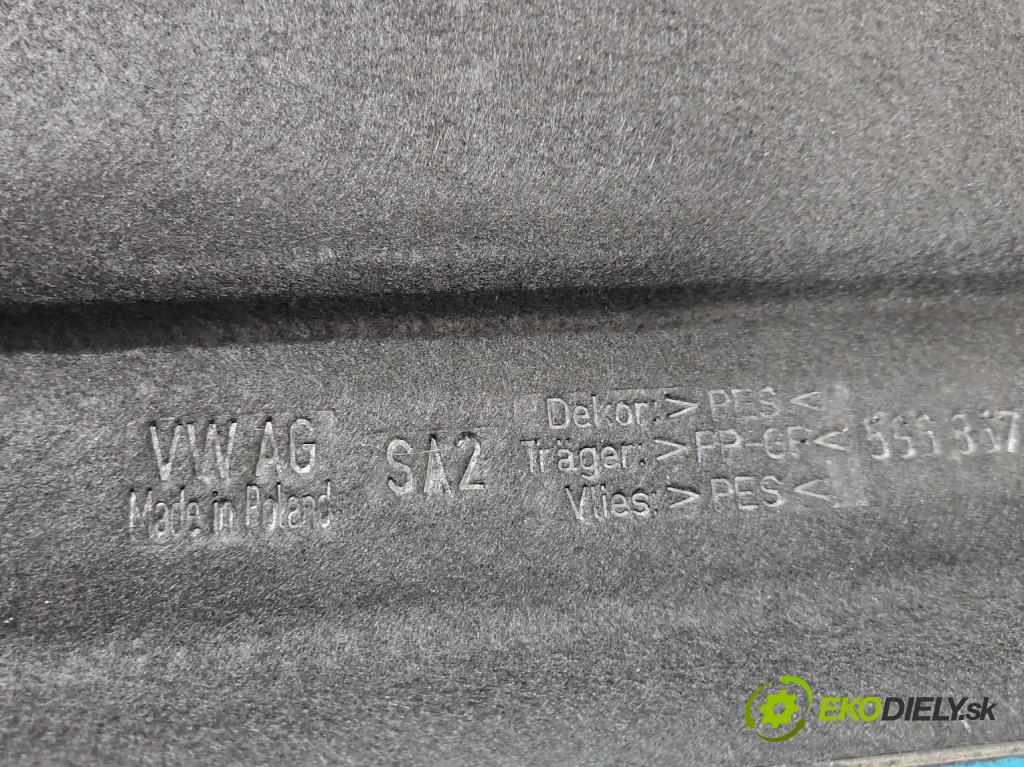 VW AG
Made in Poland
SA2
Dekor: >PES<
Träger: >PP-GF<
Vlies: >PES<
EKODIELY.sk